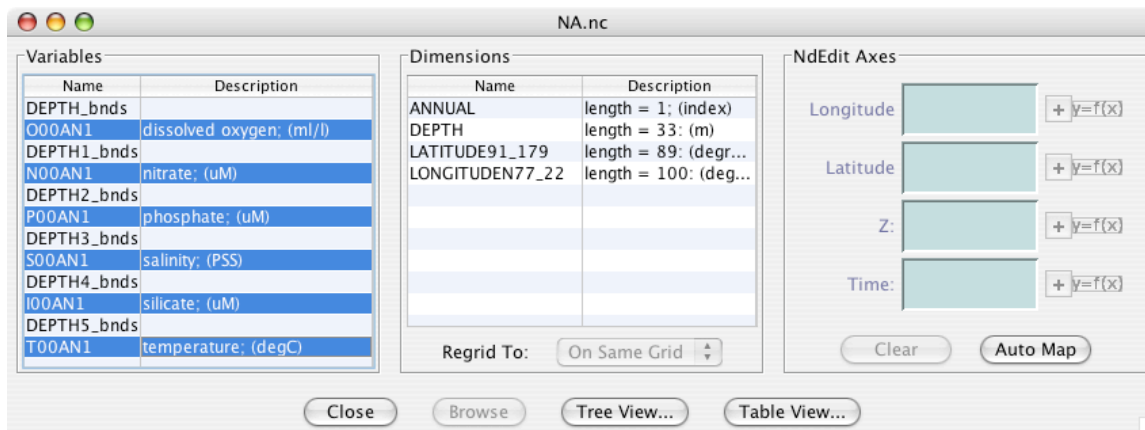 NA.nc
Variables
Name Description
DEPTH_bnds
O00AN1 dissolved oxygen; (ml/l)
DEPTH1_bnds
N00AN1 nitrate; (uM)
DEPTH2_bnds
P00AN1 phosphate; (uM)
DEPTH3_bnds
S00AN1 salinity; (PSS)
DEPTH4_bnds
I00AN1 silicate; (uM)
DEPTH5_bnds
T00AN1 temperature; (degC)
Dimensions
Name Description
ANNUAL length = 1; (index)
DEPTH length = 33: (m)
LATITUDE91_179 length = 89: (degr...
LONGITUDEN77_22 length = 100: (deg...
Regrid To: On Same Grid
NdEdit Axes
Longitude + y=f(x)
Latitude + y=f(x)
Z: + y=f(x)
Time: + y=f(x)
Clear Auto Map
Close Browse Tree View... Table View...